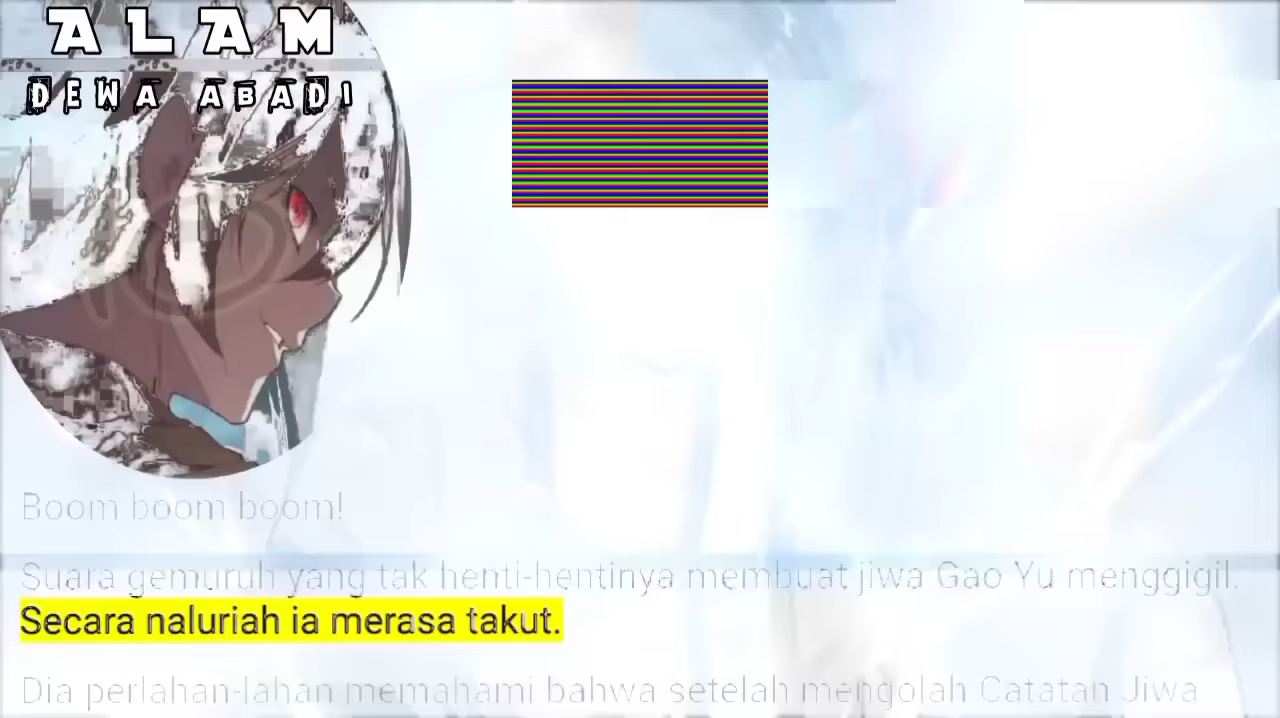 ALAM
DEWA ABADI
Boom boom boom!
Suara gemuruh yang tak henti-hentinya membuat jiwa Gao Yu menggigil.
Secara naluriah ia merasa takut.
Dia perlahan-lahan memahami bahwa setelah mengolah Catatan Jiwa